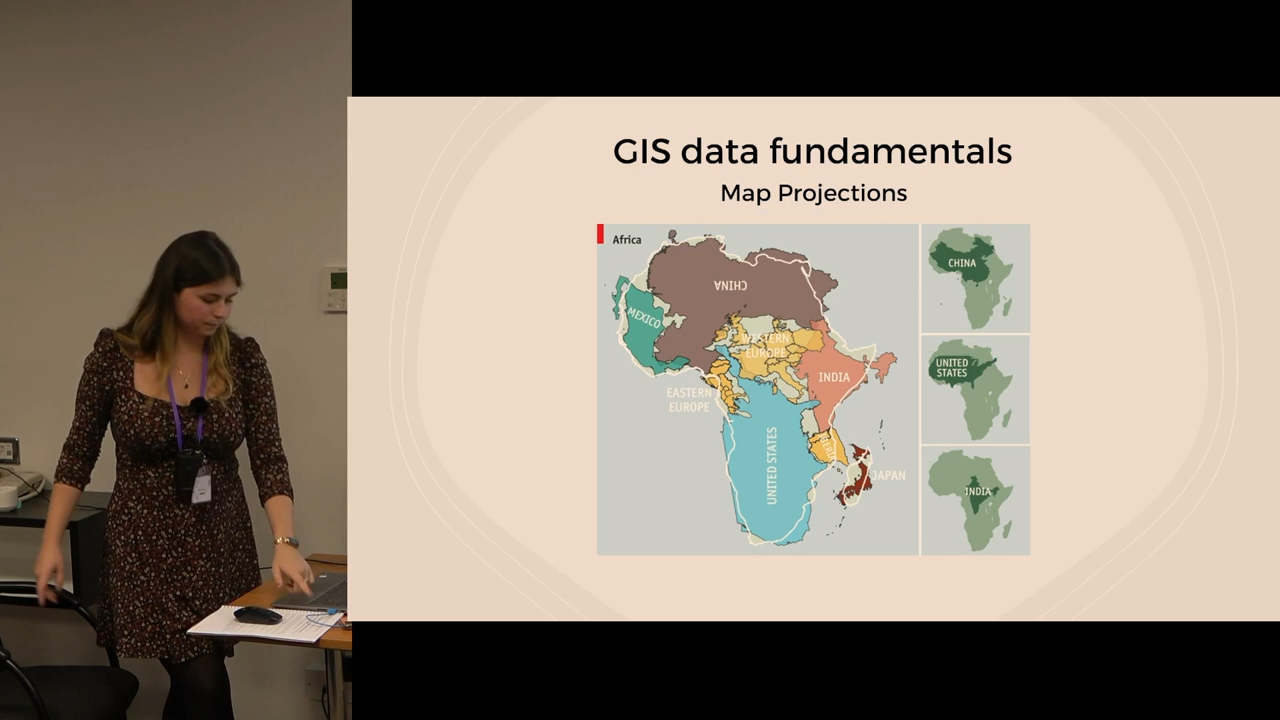 GIS data fundamentals
Map Projections
Africa
CHINA
MEXICO
WESTERN
EUROPE
INDIA
EASTERN
EUROPE
UNITED STATES
JAPAN
CHINA
UNITED
STATES
INDIA